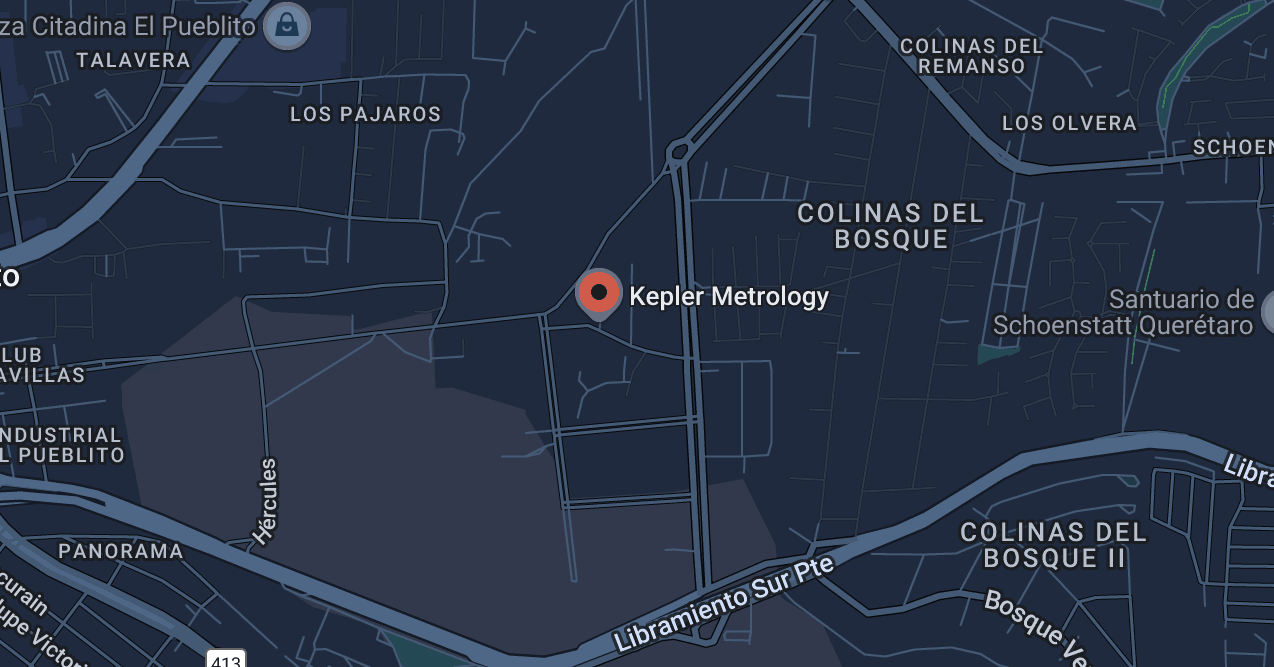 za Citadina El Pueblito
TALAVERA
COLINAS DEL
REMANSO
LOS PAJAROS
LOS OLVERA
SCHOEN
COLINAS DEL
BOSQUE
Kepler Metrology
Santuario de
Schoenstatt Querétaro
LUB
AVILLAS
NDUSTRIAL
L PUEBLITO
Hércules
Libra
PANORAMA
COLINAS DEL
BOSQUE II
Libramiento Sur Pte
Bosque Ve
curain
lupe Victori
413